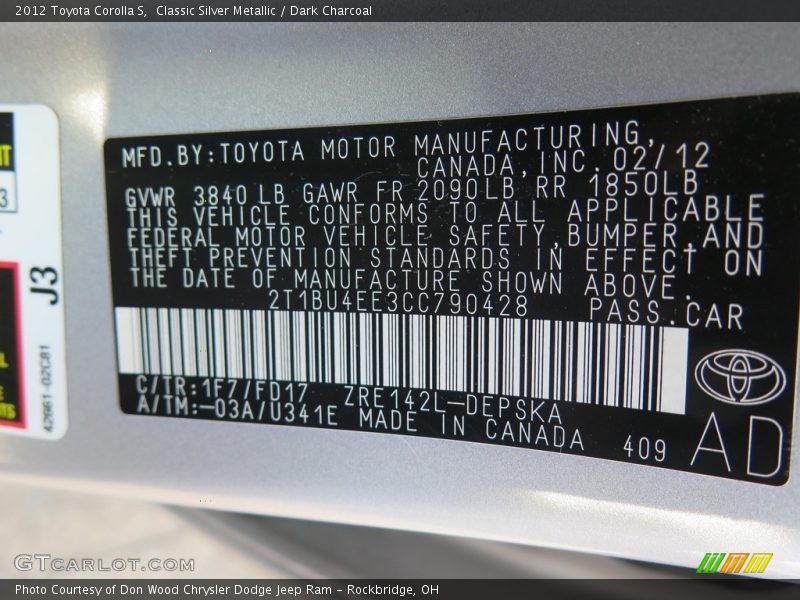 2012 Toyota Corolla S,  Classic Silver Metallic / Dark Charcoal
MFD.BY:TOYOTA MOTOR MANUFACTURING,
CANADA,INC.02/12
GVWR 3840 LB GAWR FR 2090LB RR 1850LB
THIS VEHICLE CONFORMS TO ALL APPLICABLE
FEDERAL MOTOR VEHICLE SAFETY,BUMPER,AND
THEFT PREVENTION STANDARDS IN EFFECT ON
THE DATE OF MANUFACTURE SHOWN ABOVE.
2T1BU4EE3CC790428 PASS.CAR
C/TR:1F7/FD17 ZRE142L-DEPSKA
A/TM:-03A/U341E MADE IN CANADA 409
AD
J3
42661-02C81
GTCARLOT.COM
Photo Courtesy of Don Wood Chrysler Dodge Jeep Ram - Rockbridge, OH